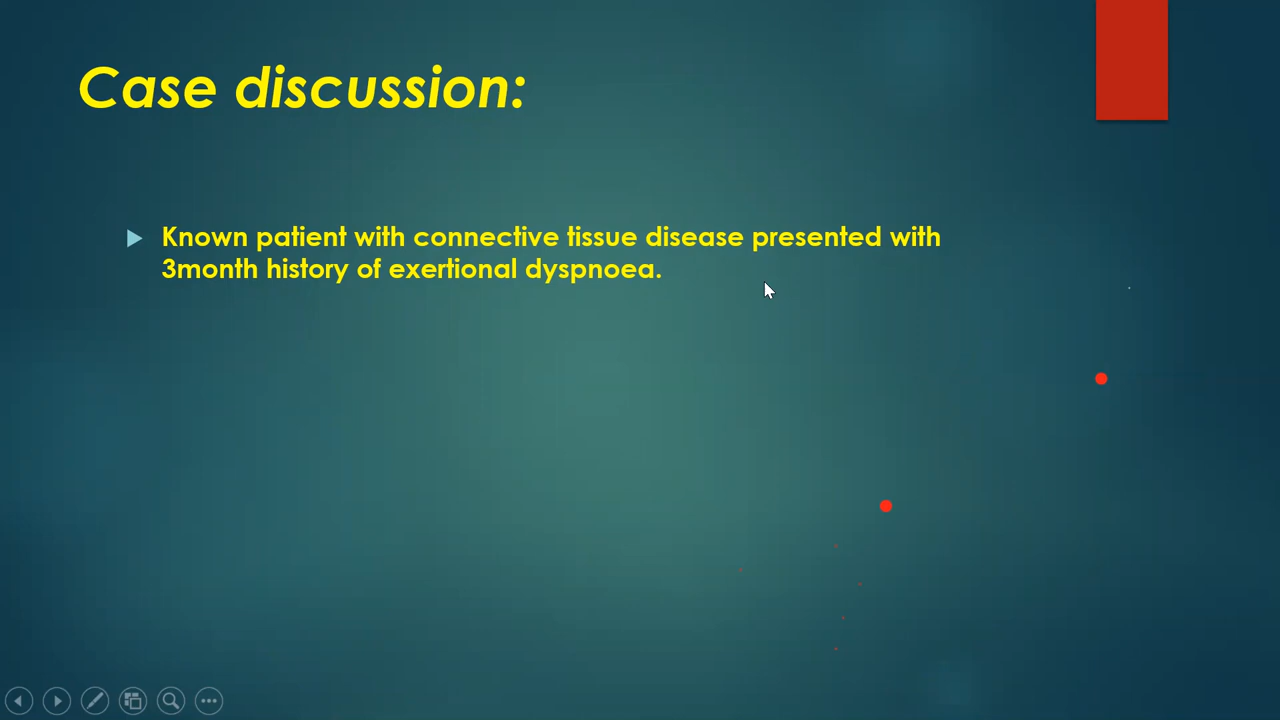 Case discussion:
Known patient with connective tissue disease presented with
3month history of exertional dyspnoea.